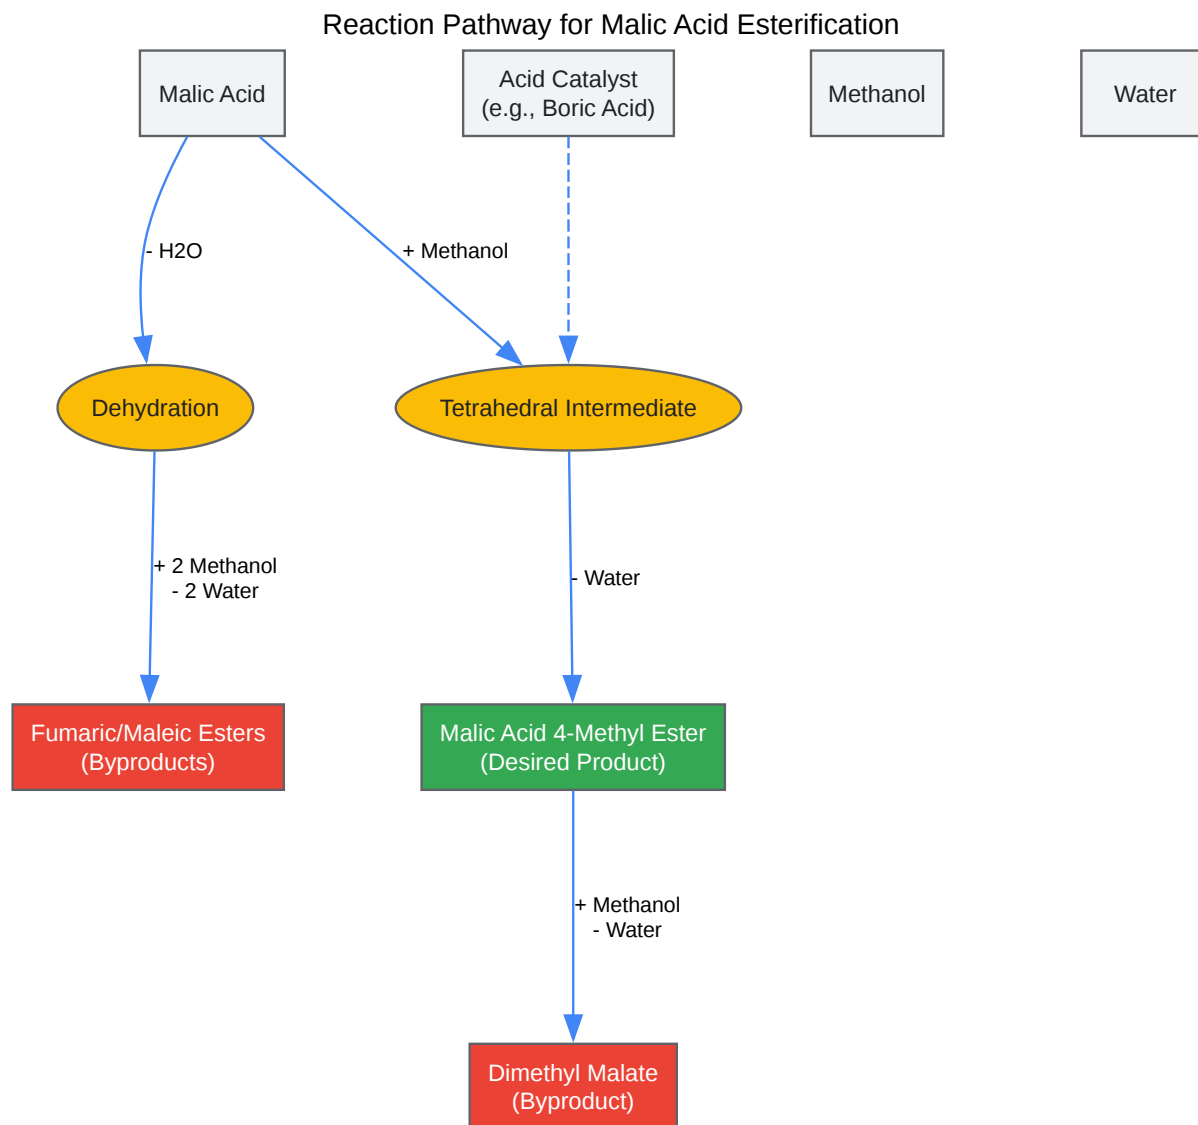 Reaction Pathway for Malic Acid Esterification
Malic Acid
Acid Catalyst
(e.g., Boric Acid)
Methanol
Water
- H2O
+ Methanol
Dehydration
Tetrahedral Intermediate
+ 2 Methanol
- 2 Water
- Water
Fumaric/Maleic Esters
(Byproducts)
Malic Acid 4-Methyl Ester
(Desired Product)
+ Methanol
- Water
Dimethyl Malate
(Byproduct)